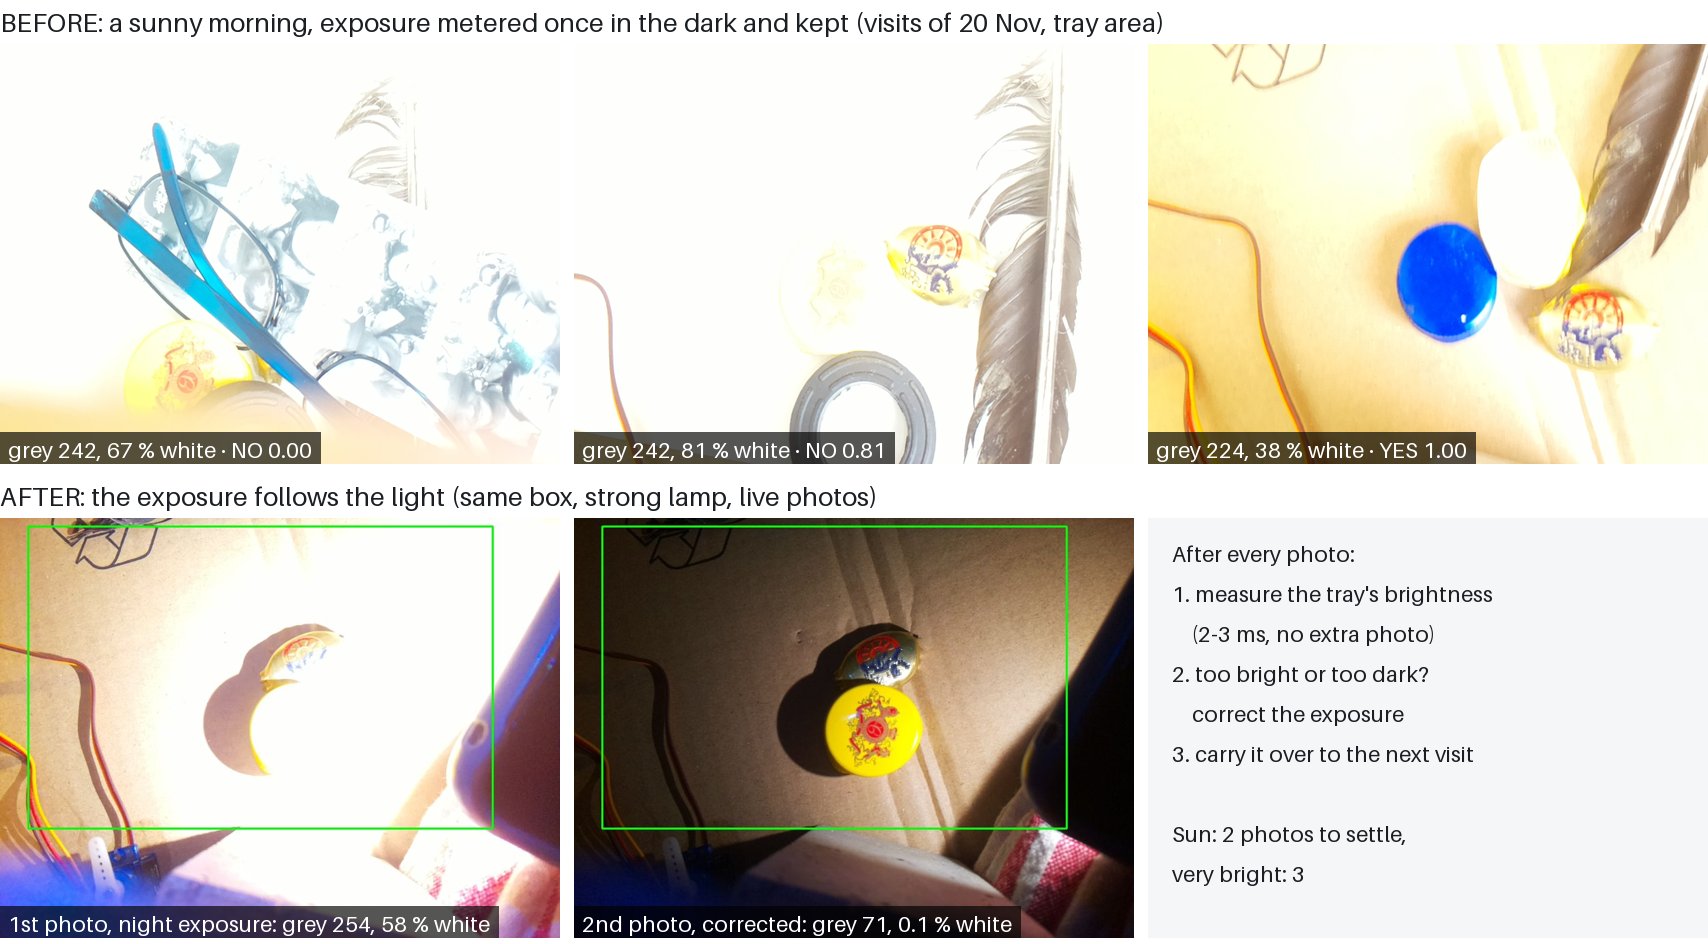 BEFORE: a sunny morning, exposure metered once in the dark and kept (visits of 20 Nov, tray area)
grey 242, 67 % white · NO 0.00
grey 242, 81 % white · NO 0.81
grey 224, 38 % white · YES 1.00
AFTER: the exposure follows the light (same box, strong lamp, live photos)
1st photo, night exposure: grey 254, 58 % white
2nd photo, corrected: grey 71, 0.1 % white
After every photo:
1. measure the tray's brightness
(2-3 ms, no extra photo)
2. too bright or too dark?
correct the exposure
3. carry it over to the next visit
Sun: 2 photos to settle,
very bright: 3